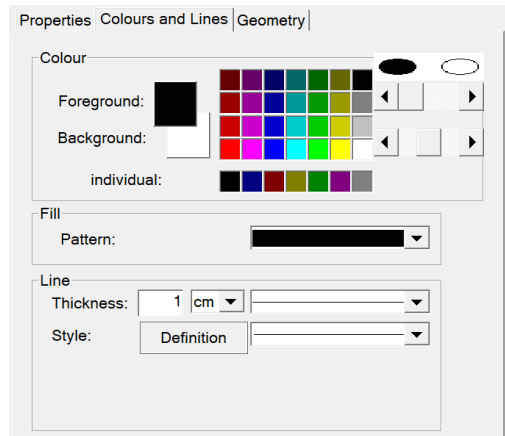 Properties Colours and Lines Geometry
Colour
Foreground:
Background:
individual:
Fill
Pattern:
Line
Thickness: 1 cm
Style: Definition